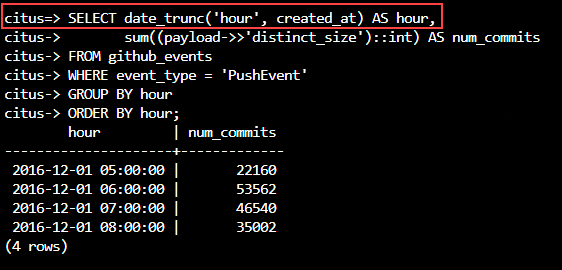 citus=> SELECT date_trunc('hour', created_at) AS hour,
citus->        sum((payload->>'distinct_size')::int) AS num_commits
citus-> FROM github_events
citus-> WHERE event_type = 'PushEvent'
citus-> GROUP BY hour
citus-> ORDER BY hour;
        hour         | num_commits
---------------------+-------------
 2016-12-01 05:00:00 |       22160
 2016-12-01 06:00:00 |       53562
 2016-12-01 07:00:00 |       46540
 2016-12-01 08:00:00 |       35002
(4 rows)